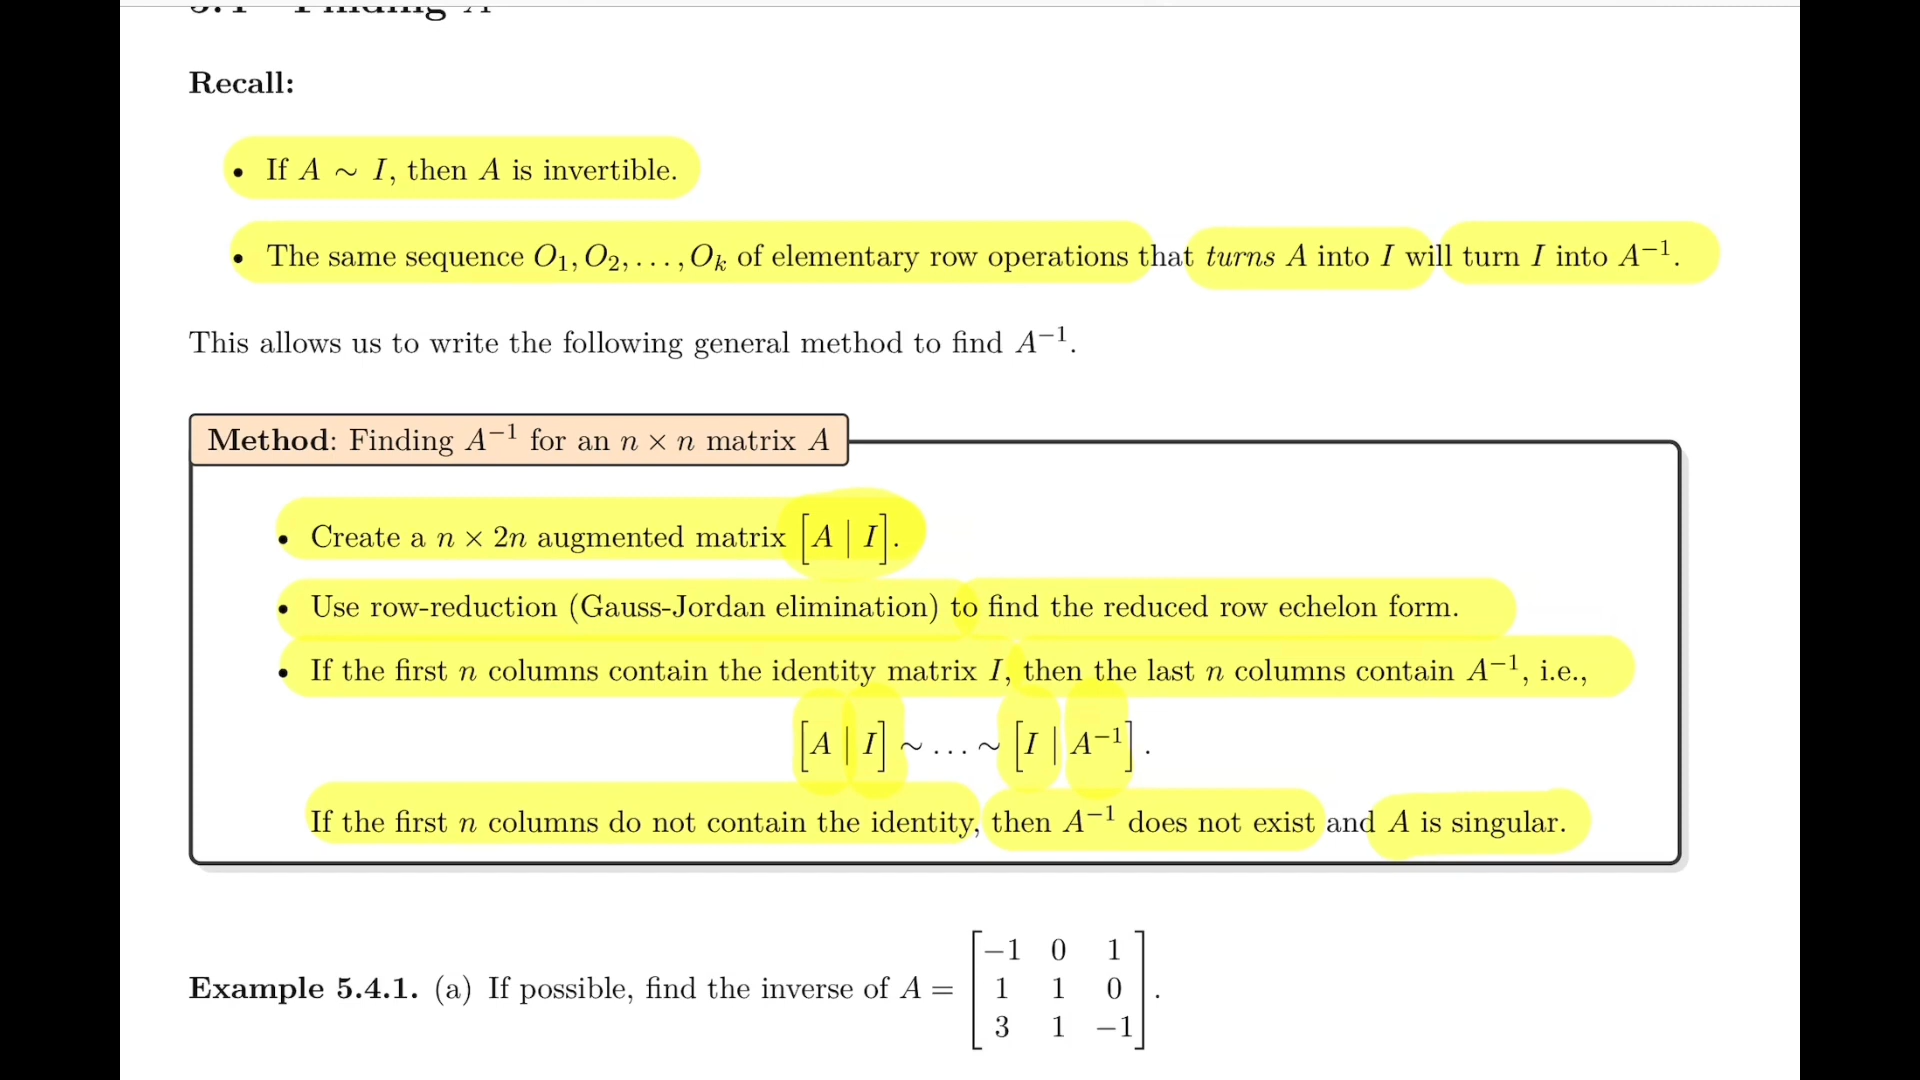 5.4 Finding A
Recall:
• If A ∼ I, then A is invertible.
• The same sequence O₁, O₂, . . . , Oₖ of elementary row operations that turns A into I will turn I into A⁻¹.
This allows us to write the following general method to find A⁻¹.
Method: Finding A⁻¹ for an n × n matrix A
• Create a n × 2n augmented matrix [A | I].
• Use row-reduction (Gauss-Jordan elimination) to find the reduced row echelon form.
• If the first n columns contain the identity matrix I, then the last n columns contain A⁻¹, i.e.,
[A | I] ∼ . . . ∼ [I | A⁻¹] .
If the first n columns do not contain the identity, then A⁻¹ does not exist and A is singular.
−1 0 1
Example 5.4.1. (a) If possible, find the inverse of A = 1 1 0 .
3 1 −1